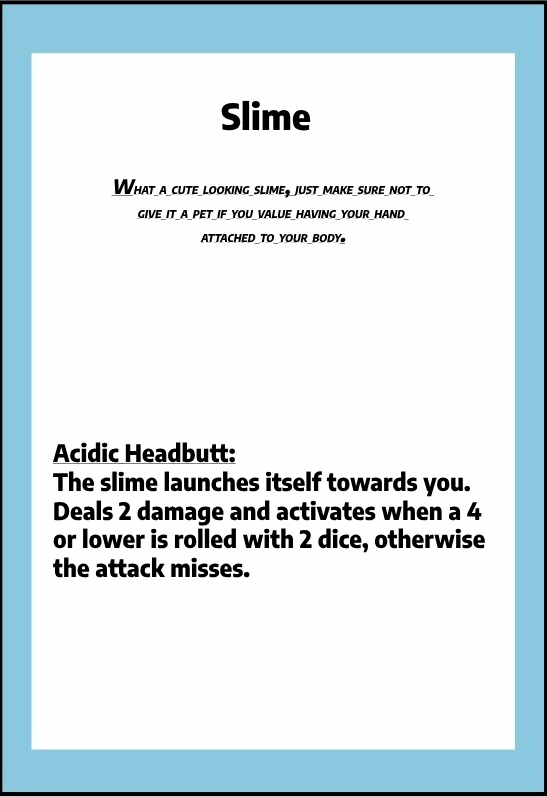 Slime
What a cute looking slime, just make sure not to
give it a pet if you value having your hand
attached to your body.
Acidic Headbutt:
The slime launches itself towards you.
Deals 2 damage and activates when a 4
or lower is rolled with 2 dice, otherwise
the attack misses.